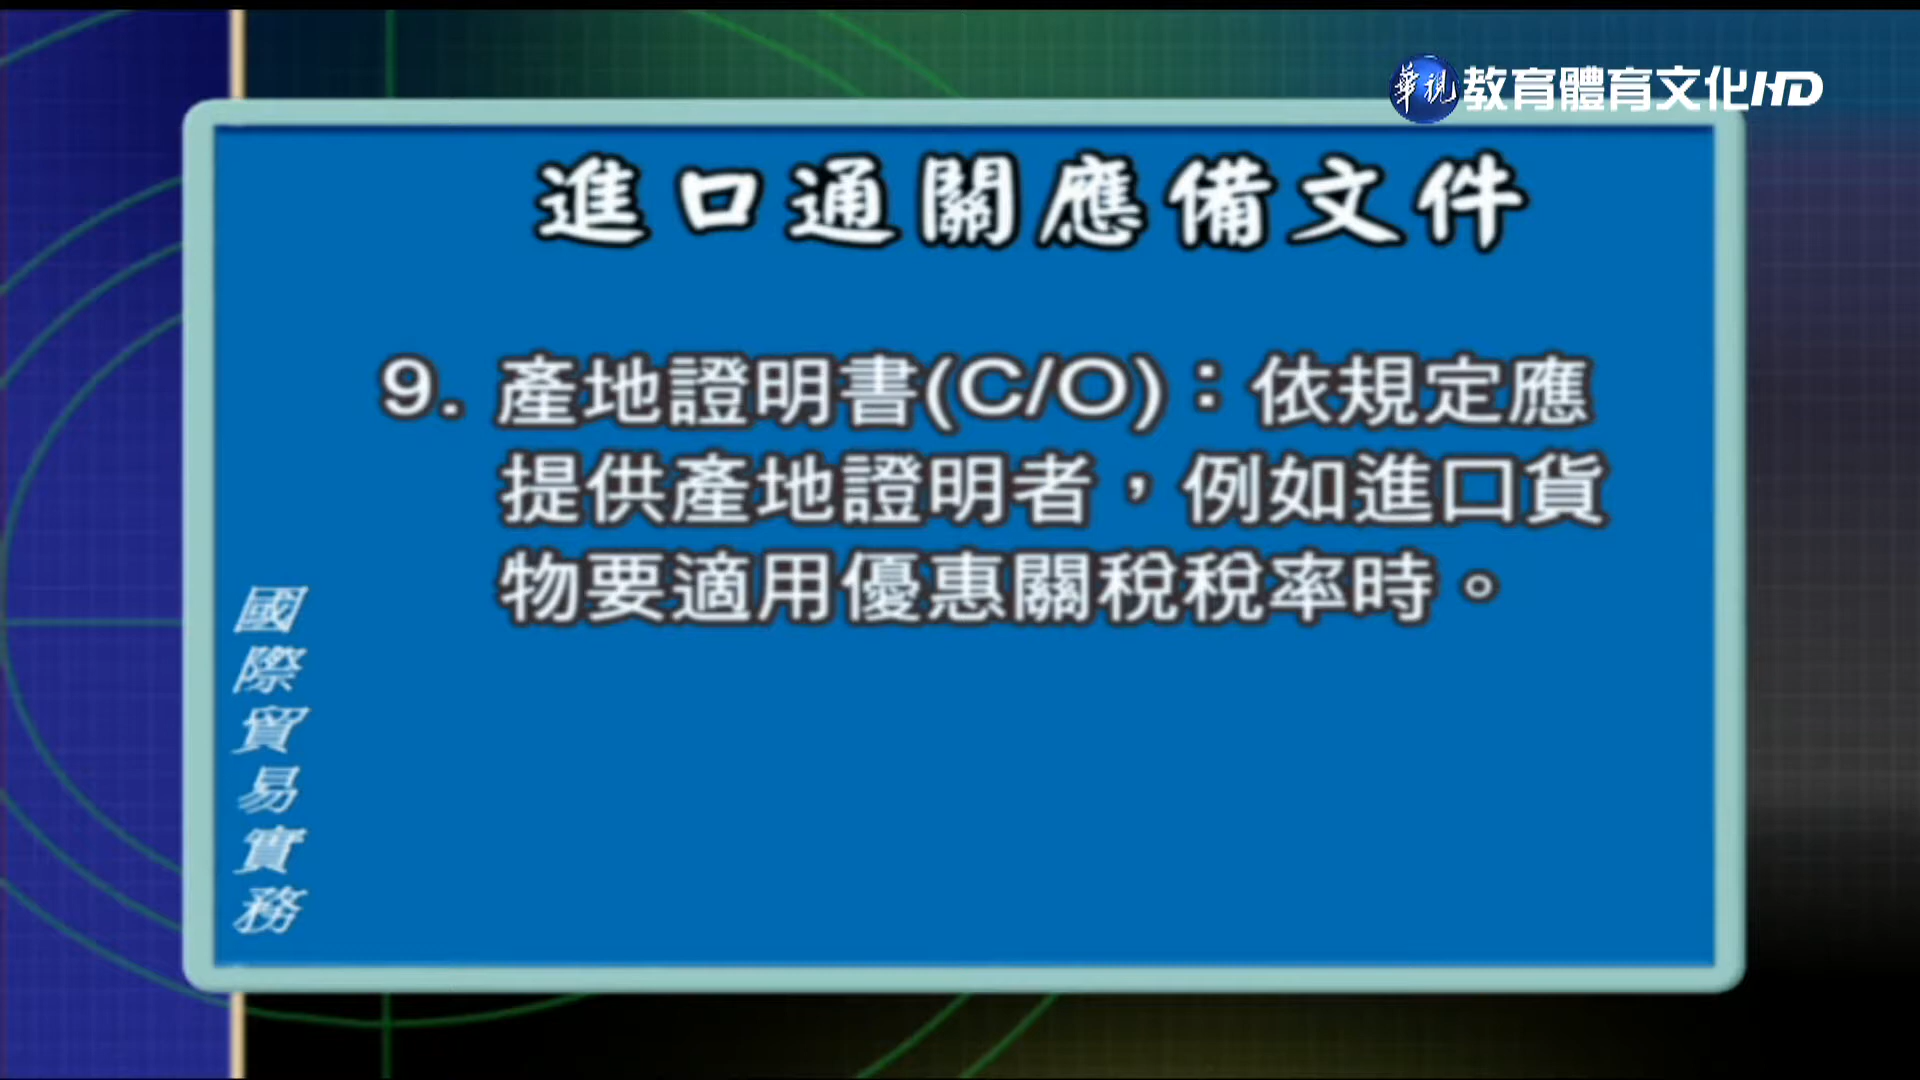 華視 教育體育文化HD
進口通關應備文件
9. 產地證明書(C/O)：依規定應
提供產地證明者，例如進口貨
物要適用優惠關稅稅率時。
國際貿易實務